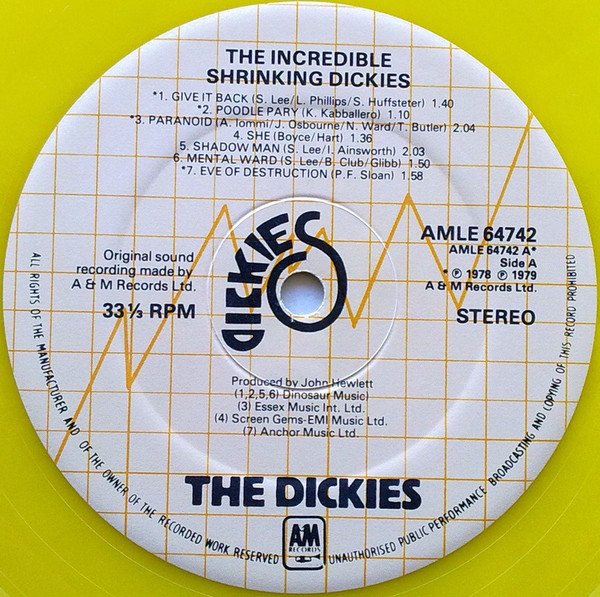 THE INCREDIBLE
SHRINKING DICKIES
*1. GIVE IT BACK (S. Lee/L. Phillips/S. Huffsteter) 1.40
*2. POODLE PARY (K. Kabballero) 1.10
*3. PARANOID (A. Iommi/J. Osbourne/N. Ward/T. Butler) 2.04
4. SHE (Boyce/Hart) 1.36
5. SHADOW MAN (S. Lee/I. Ainsworth) 2.03
6. MENTAL WARD (S. Lee/B. Club/Glibb) 1.50
*7. EVE OF DESTRUCTION (P.F. Sloan) 1.58
DICKIES
Original sound
recording made by
A & M Records Ltd.
33⅓ RPM
AMLE 64742
AMLE 64742 A*
Side A
* ℗ 1978 ℗ 1979
A & M Records Ltd.
STEREO
Produced by John Hewlett
(1,2,5,6) Dinosaur Music)
(3) Essex Music Int. Ltd.
(4) Screen Gems-EMI Music Ltd.
(7) Anchor Music Ltd.
THE DICKIES
AM
RECORDS
ALL RIGHTS OF THE MANUFACTURER AND OF THE OWNER OF THE RECORDED WORK RESERVED
UNAUTHORISED PUBLIC PERFORMANCE BROADCASTING AND COPYING OF THIS RECORD PROHIBITED